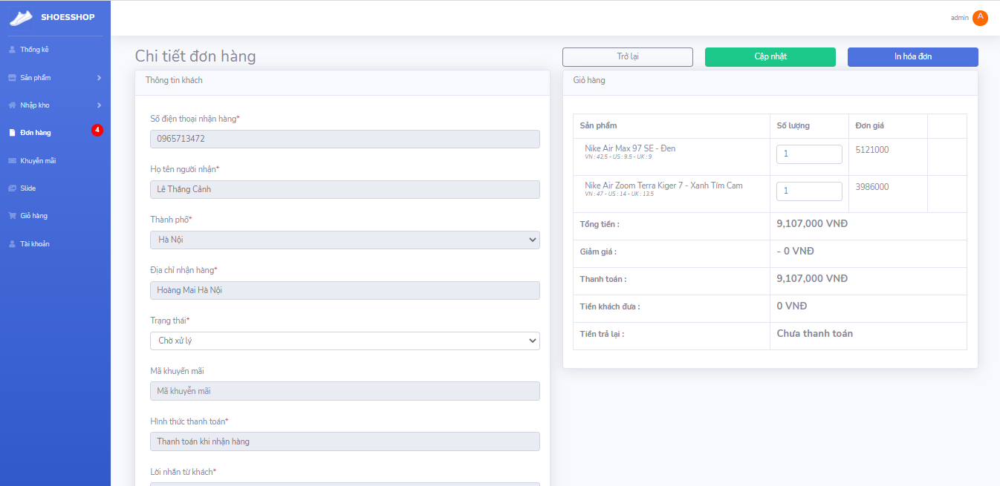 SHOESSHOP
Thống kê
Sản phẩm
Nhập kho
Đơn hàng 4
Khuyến mãi
Slide
Giỏ hàng
Tài khoản
admin A
Chi tiết đơn hàng
Trở lại
Cập nhật
In hóa đơn
Thông tin khách
Số điện thoại nhận hàng*
0965713472
Họ tên người nhận*
Lê Thắng Cảnh
Thành phố*
Hà Nội
Địa chỉ nhận hàng*
Hoàng Mai Hà Nội
Trạng thái*
Chờ xử lý
Mã khuyến mãi
Mã khuyễn mãi
Hình thức thanh toán*
Thanh toán khi nhận hàng
Lời nhắn từ khách*
Giỏ hàng
Sản phẩm Số lượng Đơn giá
Nike Air Max 97 SE - Đen 1 5121000
VN : 42.5 - US : 9.5 - UK : 9
Nike Air Zoom Terra Kiger 7 - Xanh Tím Cam 1 3986000
VN : 47 - US : 14 - UK : 13.5
Tổng tiền : 9,107,000 VNĐ
Giảm giá : - 0 VNĐ
Thanh toán : 9,107,000 VNĐ
Tiền khách đưa : 0 VNĐ
Tiền trả lại : Chưa thanh toán